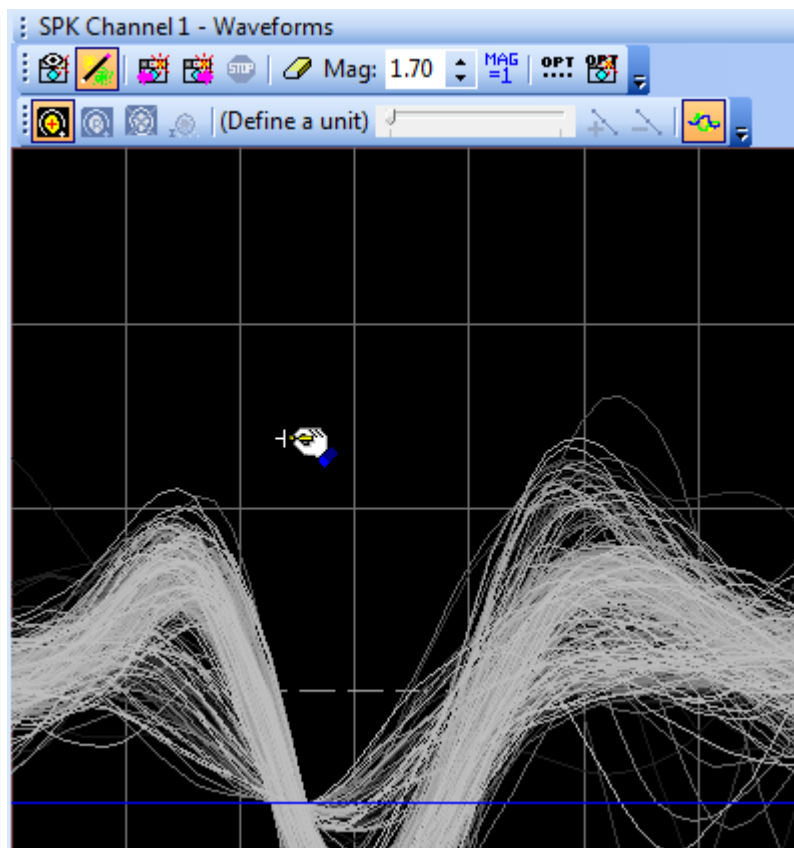 SPK Channel 1 - Waveforms
STOP Mag: 1.70 MAG =1 OPT OPT
(Define a unit)